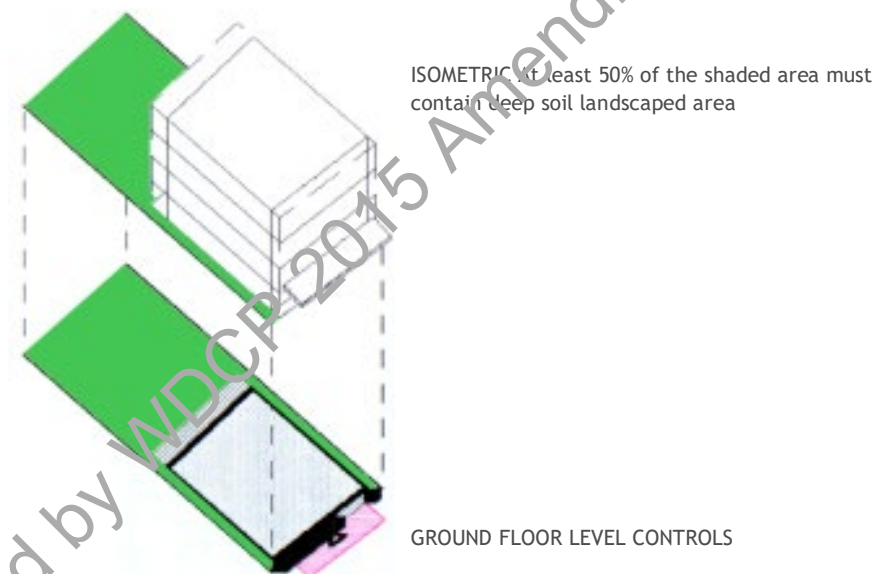 ISOMETRIC At least 50% of the shaded area must
contain deep soil landscaped area
d by WDCP 2015 Amend
GROUND FLOOR LEVEL CONTROLS